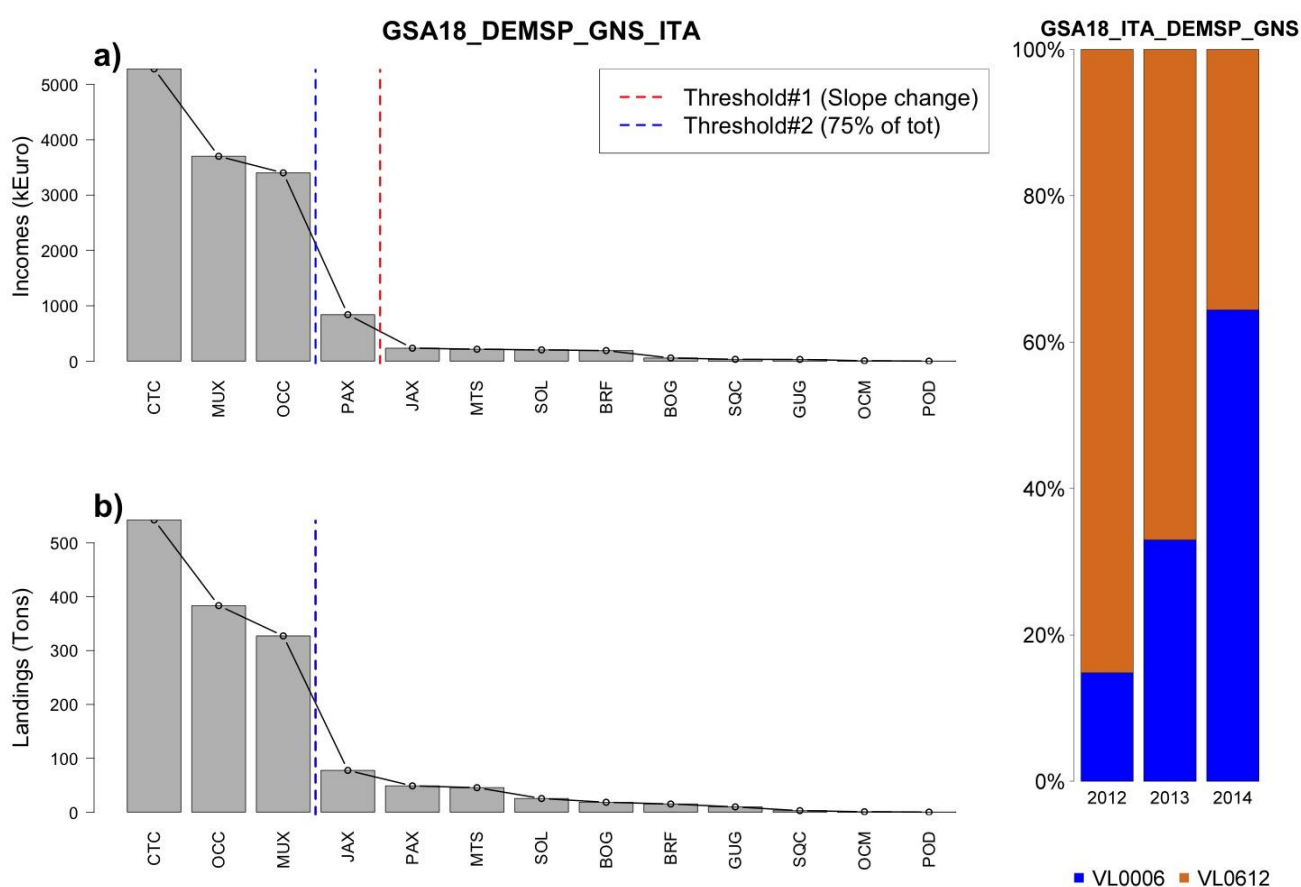 GSA18_DEMSP_GNS_ITA
a)
Incomes (kEuro)
5000
4000
3000
2000
1000
0
Threshold#1 (Slope change)
Threshold#2 (75% of tot)
CTC MUX OCC PAX JAX MTS SOL BRF BOG SQC GUG OCM POD
b)
Landings (Tons)
500
400
300
200
100
0
CTC OCC MUX JAX PAX MTS SOL BOG BRF GUG SQC OCM POD
GSA18_ITA_DEMSP_GNS
100%
80%
60%
40%
20%
0%
2012 2013 2014
VL0006 VL0612